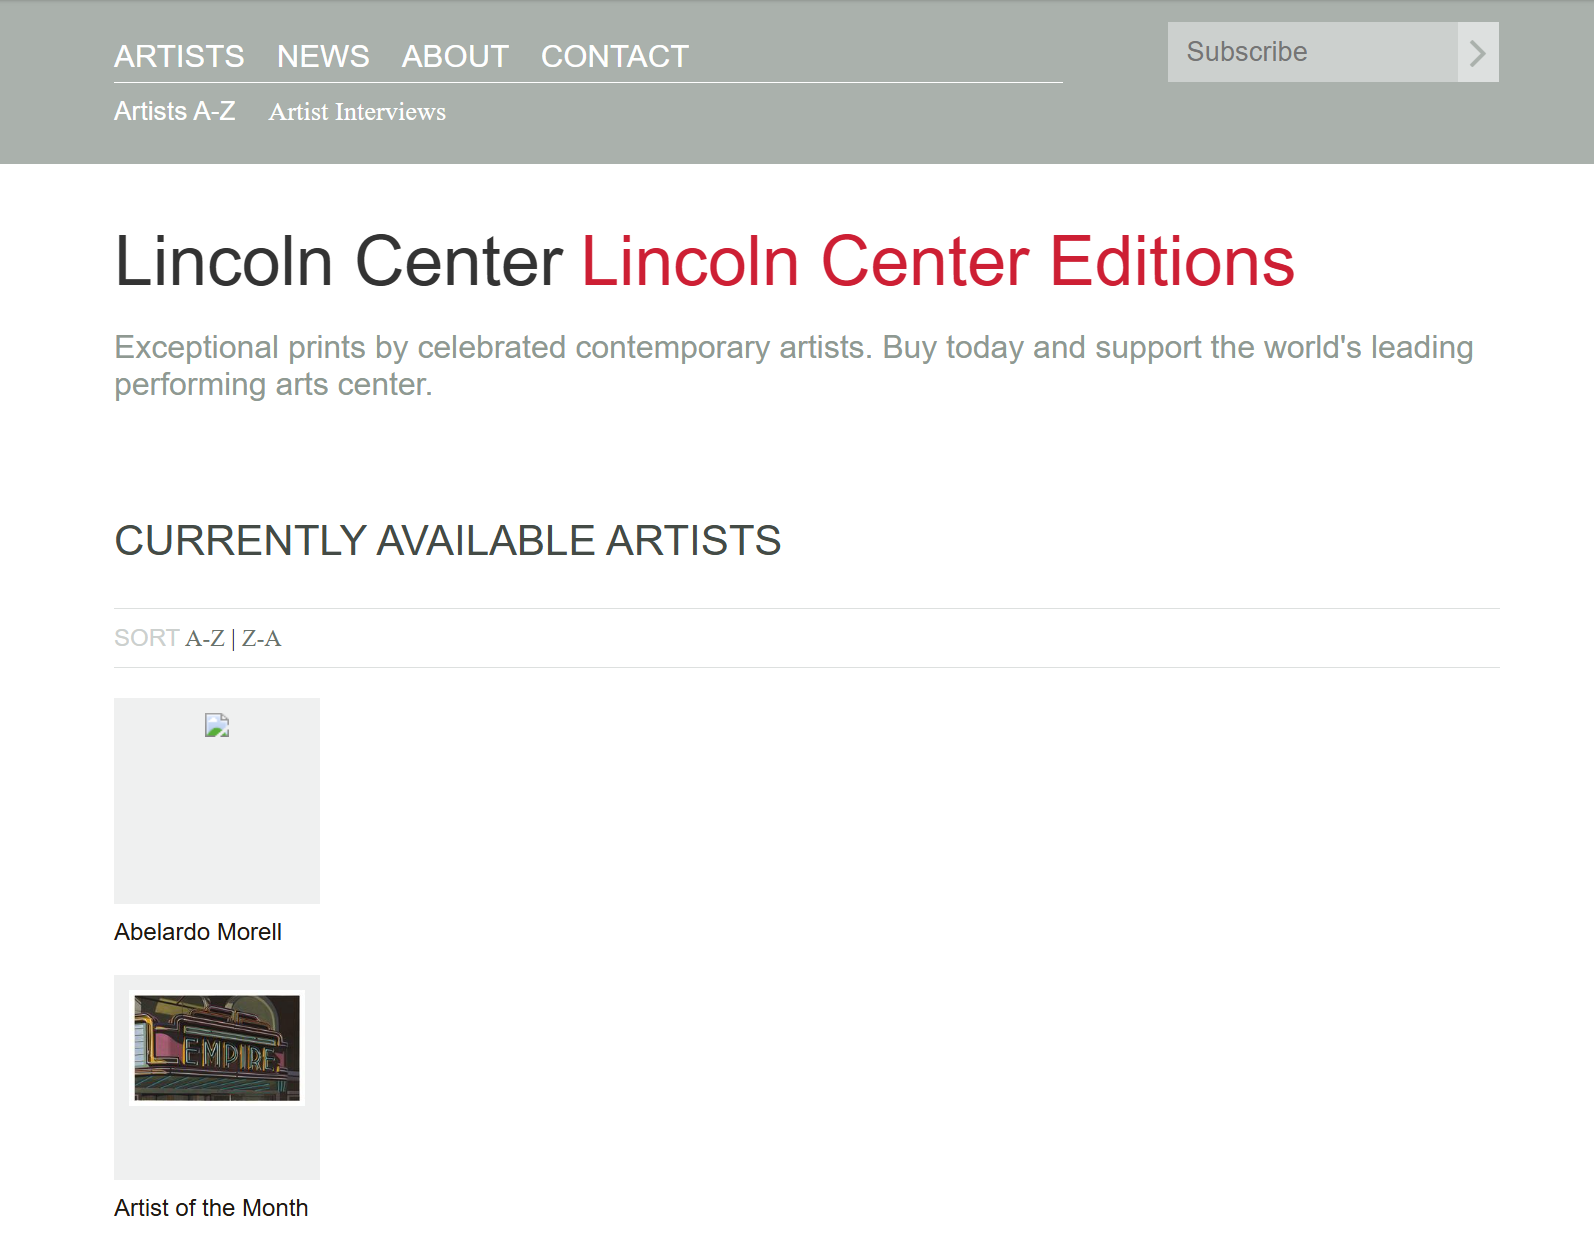 ARTISTS NEWS ABOUT CONTACT
Subscribe
Artists A-Z Artist Interviews
Lincoln Center Lincoln Center Editions
Exceptional prints by celebrated contemporary artists. Buy today and support the world's leading
performing arts center.
CURRENTLY AVAILABLE ARTISTS
SORT A-Z | Z-A
Abelardo Morell
EMPIRE
Artist of the Month